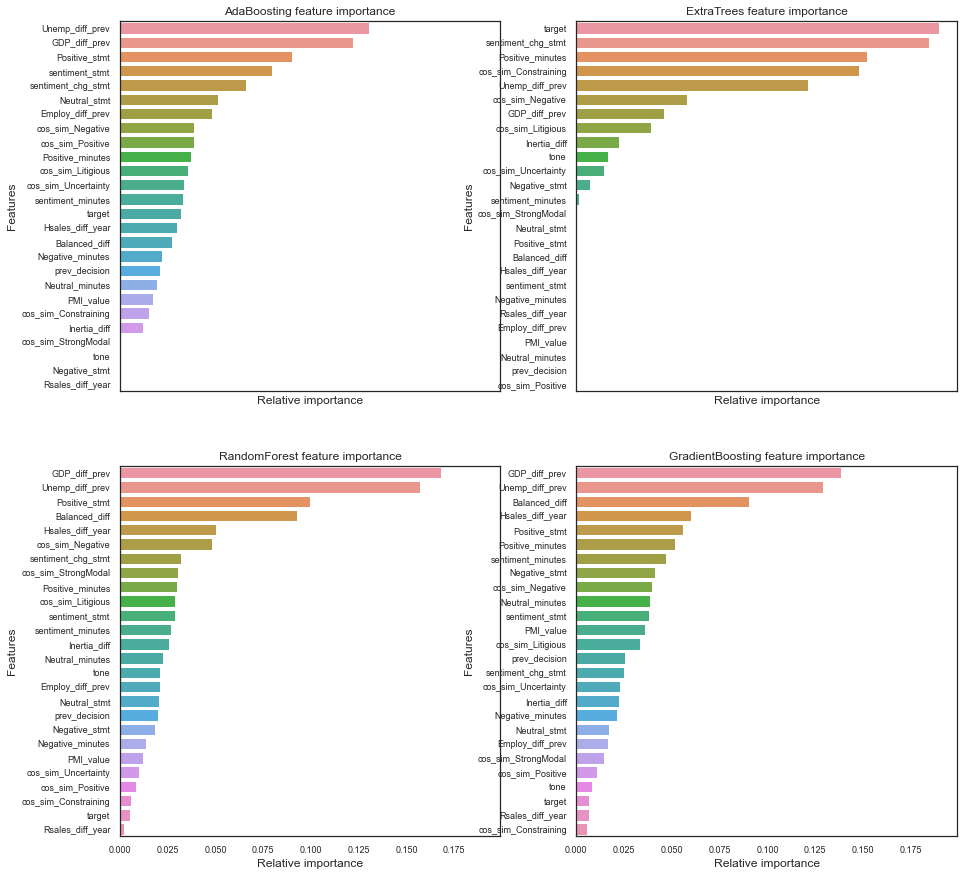 AdaBoosting feature importance
Unemp_diff_prev
GDP_diff_prev
Positive_stmt
sentiment_stmt
sentiment_chg_stmt
Neutral_stmt
Employ_diff_prev
cos_sim_Negative
cos_sim_Positive
Positive_minutes
cos_sim_Litigious
cos_sim_Uncertainty
sentiment_minutes
target
Hsales_diff_year
Balanced_diff
Negative_minutes
prev_decision
Neutral_minutes
PMI_value
cos_sim_Constraining
Inertia_diff
cos_sim_StrongModal
tone
Negative_stmt
Rsales_diff_year
Features
Relative importance
ExtraTrees feature importance
target
sentiment_chg_stmt
Positive_minutes
cos_sim_Constraining
Unemp_diff_prev
cos_sim_Negative
GDP_diff_prev
cos_sim_Litigious
Inertia_diff
tone
cos_sim_Uncertainty
Negative_stmt
sentiment_minutes
cos_sim_StrongModal
Neutral_stmt
Positive_stmt
Balanced_diff
Hsales_diff_year
sentiment_stmt
Negative_minutes
Rsales_diff_year
Employ_diff_prev
PMI_value
Neutral_minutes
prev_decision
cos_sim_Positive
Features
Relative importance
RandomForest feature importance
GDP_diff_prev
Unemp_diff_prev
Positive_stmt
Balanced_diff
Hsales_diff_year
cos_sim_Negative
sentiment_chg_stmt
cos_sim_StrongModal
Positive_minutes
cos_sim_Litigious
sentiment_stmt
sentiment_minutes
Inertia_diff
Neutral_minutes
tone
Employ_diff_prev
Neutral_stmt
prev_decision
Negative_stmt
Negative_minutes
PMI_value
cos_sim_Uncertainty
cos_sim_Positive
cos_sim_Constraining
target
Rsales_diff_year
Features
0.000 0.025 0.050 0.075 0.100 0.125 0.150 0.175
Relative importance
GradientBoosting feature importance
GDP_diff_prev
Unemp_diff_prev
Balanced_diff
Hsales_diff_year
Positive_stmt
Positive_minutes
sentiment_minutes
Negative_stmt
cos_sim_Negative
Neutral_minutes
sentiment_stmt
PMI_value
cos_sim_Litigious
prev_decision
sentiment_chg_stmt
cos_sim_Uncertainty
Inertia_diff
Negative_minutes
Neutral_stmt
Employ_diff_prev
cos_sim_StrongModal
cos_sim_Positive
tone
target
Rsales_diff_year
cos_sim_Constraining
Features
0.000 0.025 0.050 0.075 0.100 0.125 0.150 0.175
Relative importance